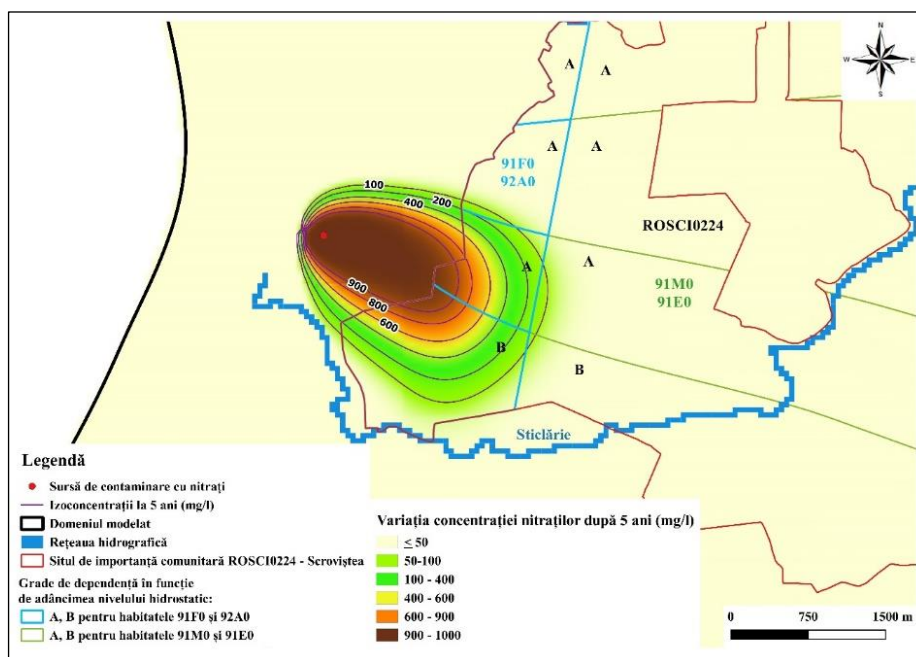 N
W E
S
A
A
A
A
91F0
92A0
100
200
400
ROSCI0224
A
A
91M0
91E0
900
800
600
B
B
Sticlărie
Legendă
Sursă de contaminare cu nitrați
Izoconcentrații la 5 ani (mg/l)
Domeniul modelat
Rețeaua hidrografică
Situl de importanță comunitară ROSCI0224 - Scroviștea
Grade de dependență în funcție
de adâncimea nivelului hidrostatic:
A, B pentru habitatele 91F0 și 92A0
A, B pentru habitatele 91M0 și 91E0
Variația concentrației nitraților după 5 ani (mg/l)
≤ 50
50-100
100 - 400
400 - 600
600 - 900
900 - 1000
0 750 1500 m